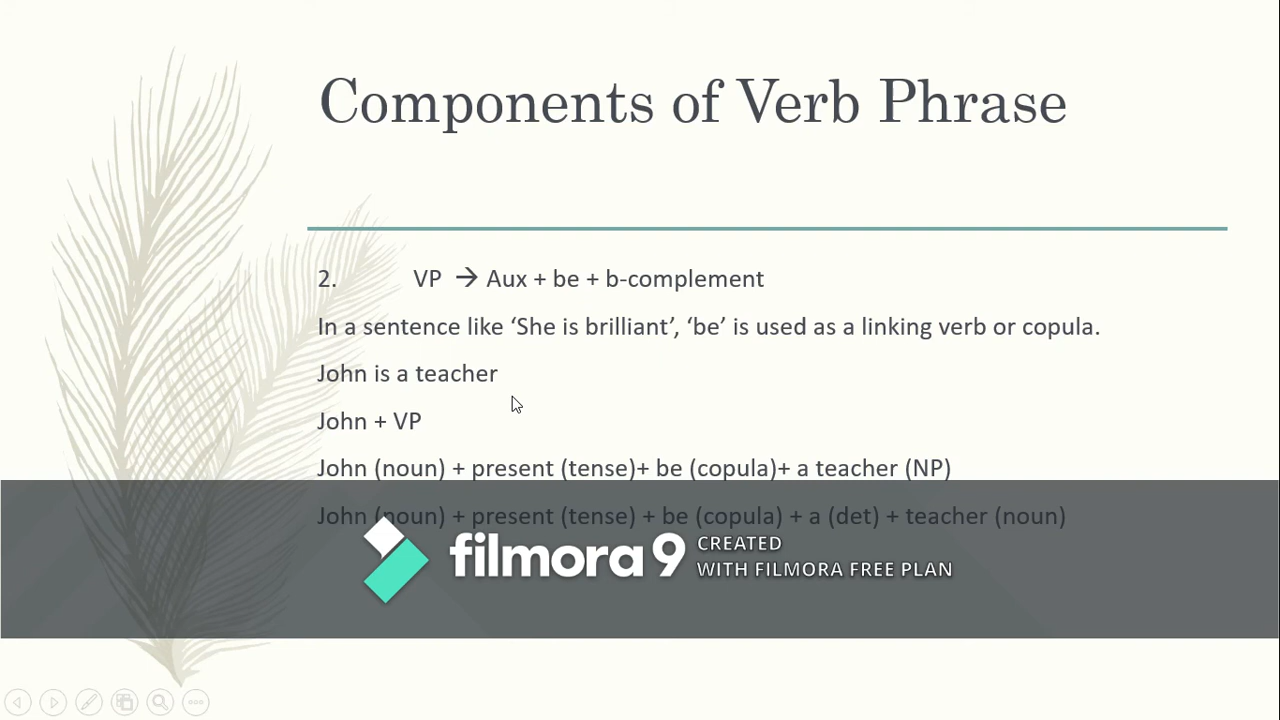 Components of Verb Phrase
2. VP → Aux + be + b-complement
In a sentence like ‘She is brilliant’, ‘be’ is used as a linking verb or copula.
John is a teacher
John + VP
John (noun) + present (tense)+ be (copula)+ a teacher (NP)
John (noun) + present (tense) + be (copula) + a (det) + teacher (noun)
filmora9 CREATED
WITH FILMORA FREE PLAN